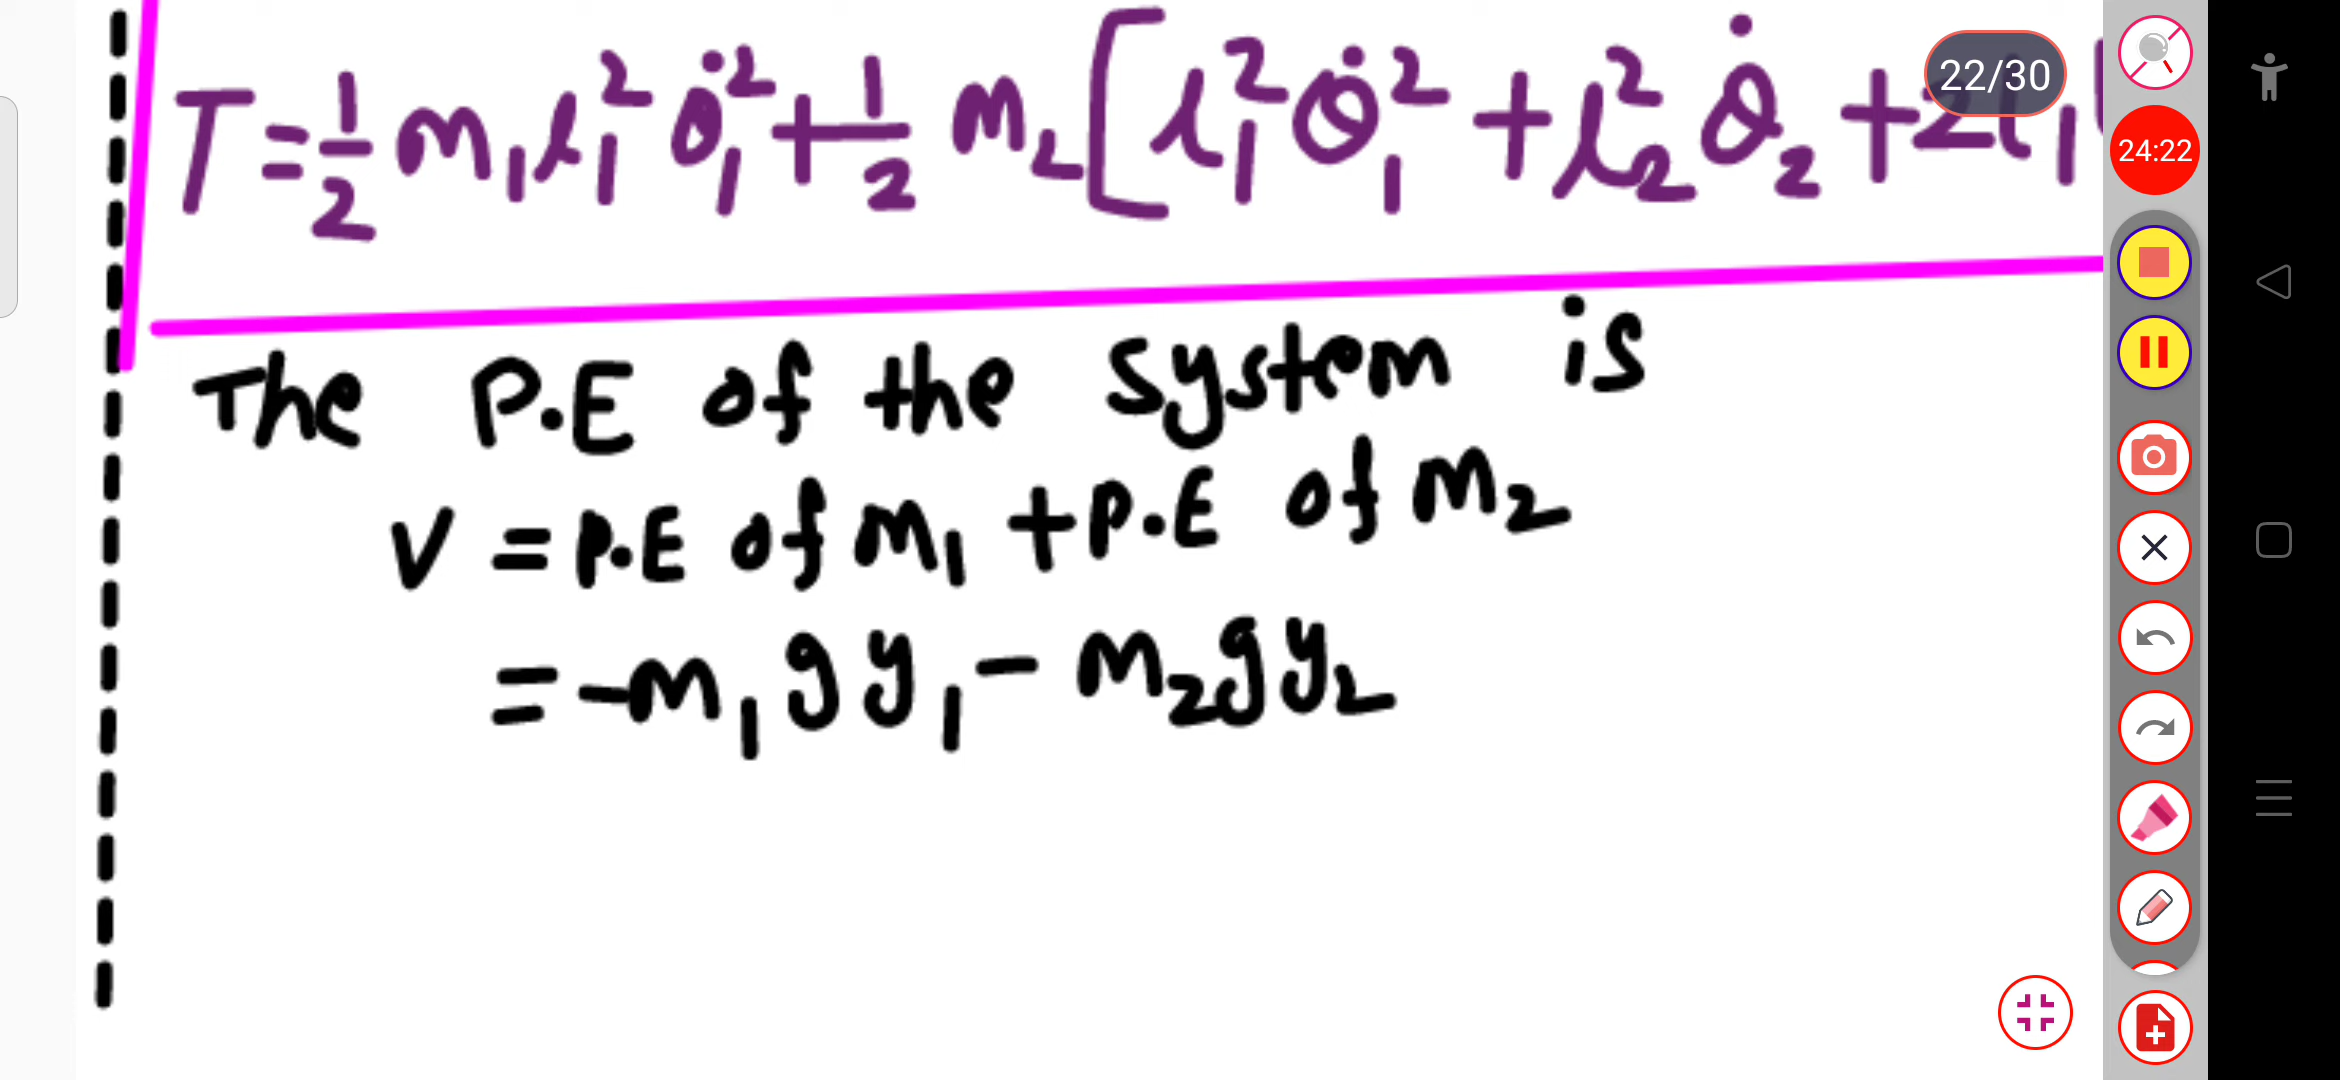 T = 1/2 m₁l₁²θ̇₁² + 1/2 m₂[l₁²θ̇₁² + l₂²θ̇₂ + 2l₁
22/30
24:22
The P.E of the system is
V = P.E of m₁ + P.E of m₂
= -m₁gy₁ - m₂gy₂